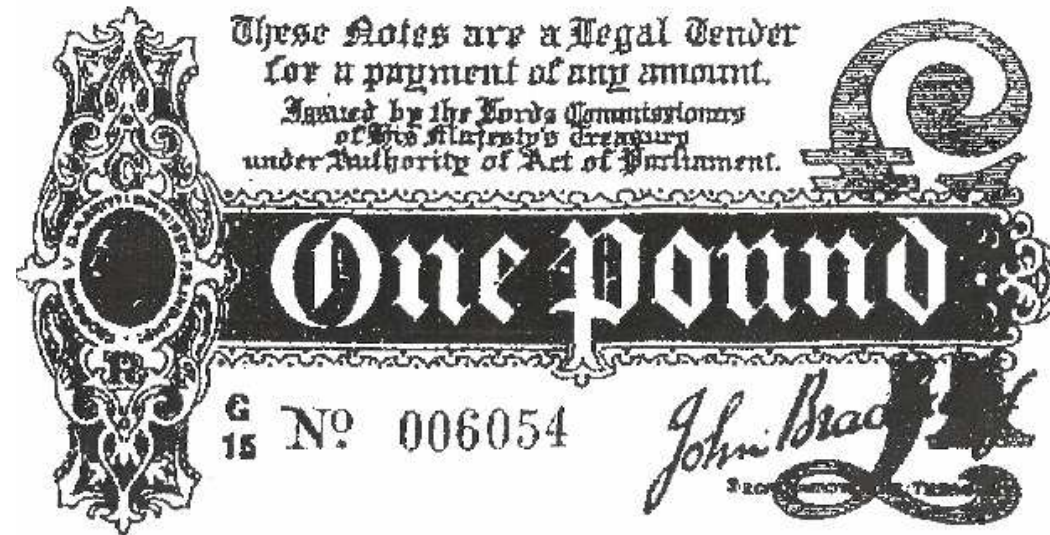 These Notes are a Legal Tender
for a payment of any amount.
Issued by the Lords Commissioners
of His Majesty's Treasury
under Authority of Act of Parliament.
One Pound
G
15 Nº 006054
John Brad
G
R